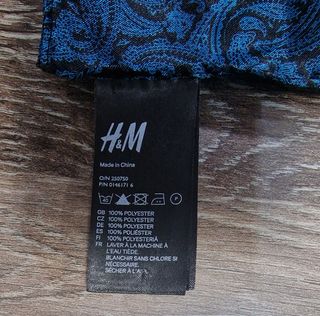 H&M
Made in China
O/N 250750
P/N 0146171 6
40
P
GB 100% POLYESTER
CZ 100% POLYESTER
DE 100% POLYESTER
ES 100% POLIÉSTER
FI 100% POLYESTERIÄ
FR LAVER À LA MACHINE À
L'EAU TIÈDE.
BLANCHIR SANS CHLORE SI
NÉCESSAIRE.
SÉCHER À L'